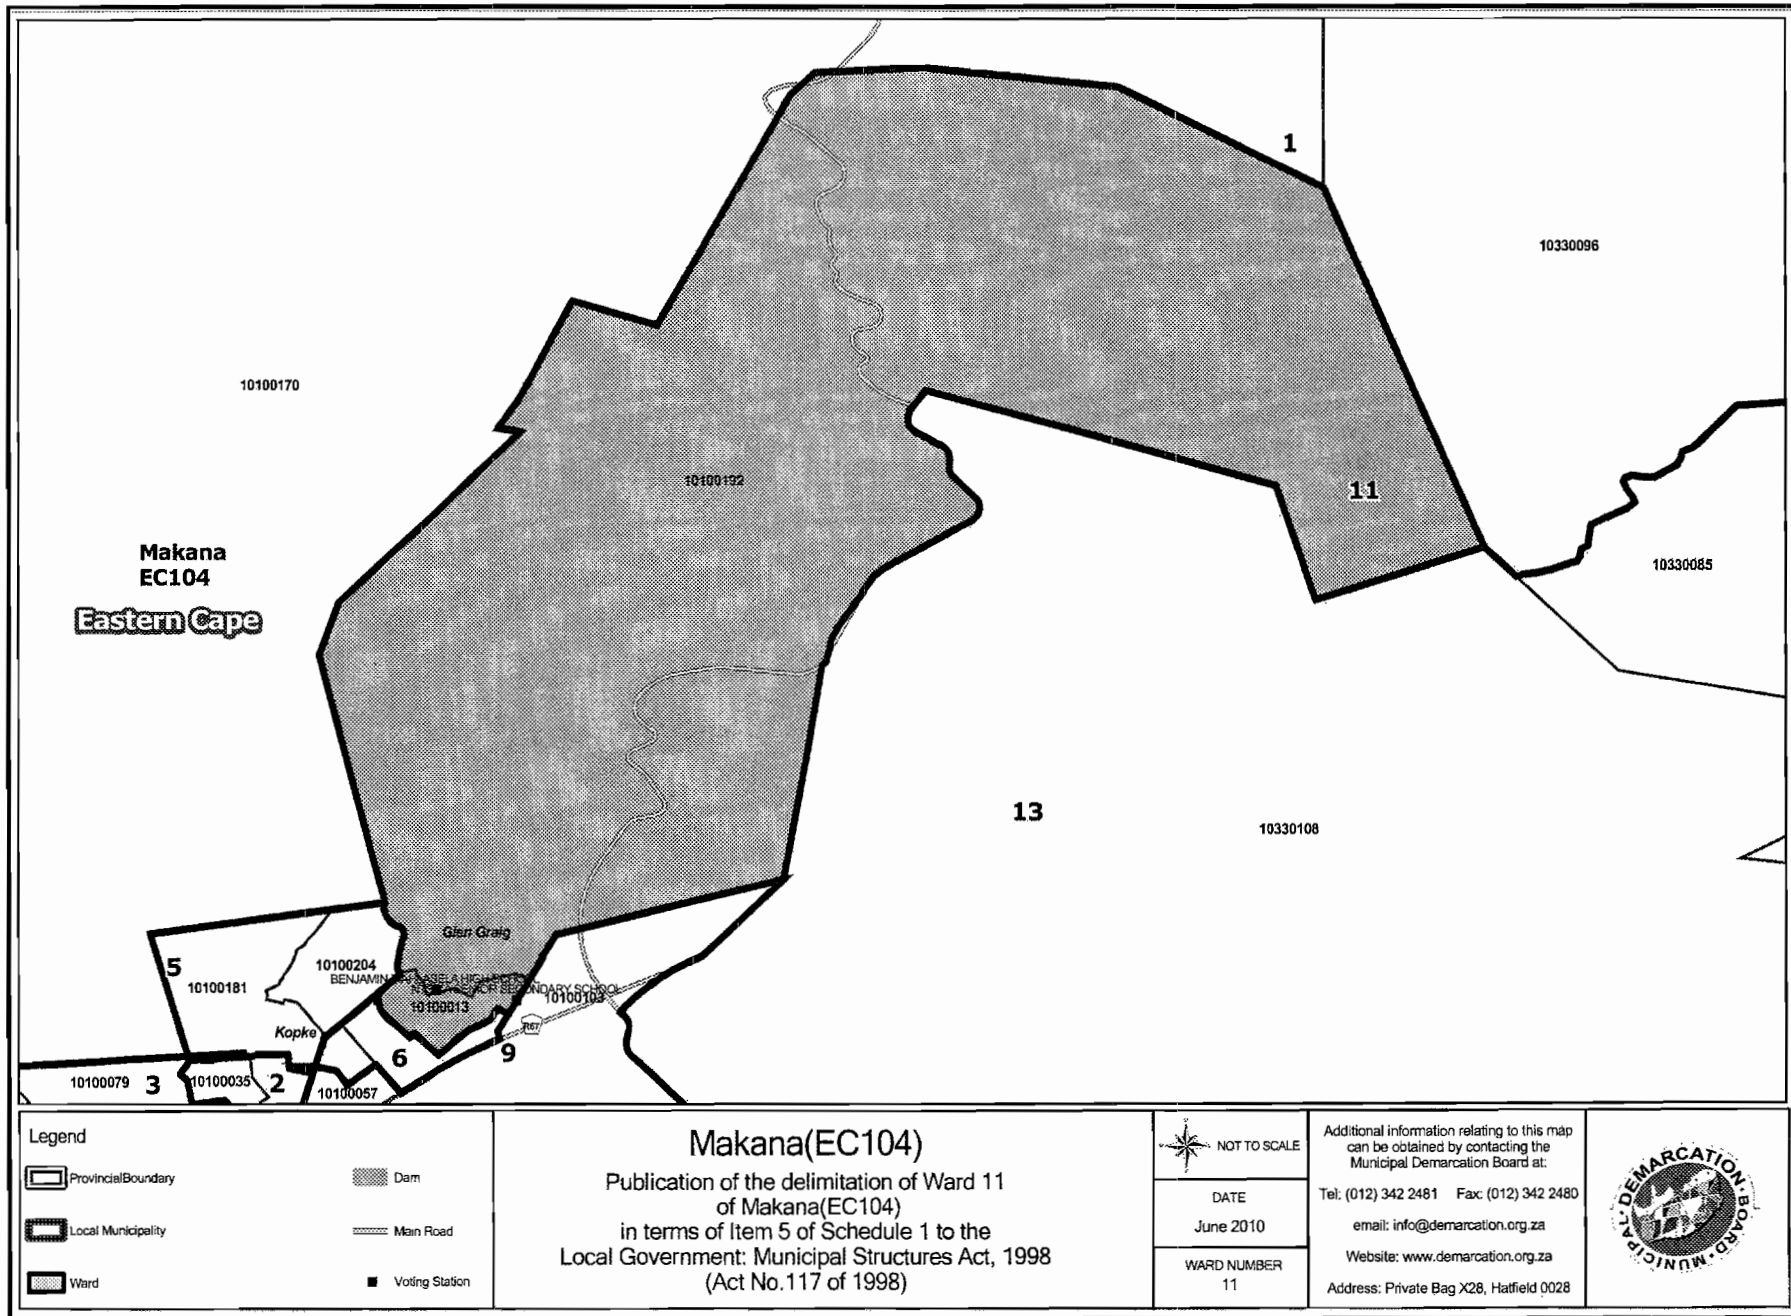 1
10330096
10100170
10100192
11
Makana
EC104
10330085
Eastern Cape
13
10330108
Glen Graig
5
10100204
10100181
BENJAMIN
HIGH
SECONDARY SCHOOL
10100013
10100103
Kopke
R67
6
9
10100079
3
10100035
2
10100057
Legend
ProvincialBoundary
Dam
Local Municipality
Main Road
Ward
Voting Station
Makana(EC104)
Publication of the delimitation of Ward 11
of Makana(EC104)
in terms of Item 5 of Schedule 1 to the
Local Government: Municipal Structures Act, 1998
(Act No.117 of 1998)
NOT TO SCALE
DATE
June 2010
WARD NUMBER
11
Additional information relating to this map
can be obtained by contacting the
Municipal Demarcation Board at:
Tel: (012) 342 2481 Fax: (012) 342 2480
email: info@demarcation.org.za
Website: www.demarcation.org.za
Address: Private Bag X28, Hatfield 0028
MUNICIPAL · DEMARCATION · BOARD ·